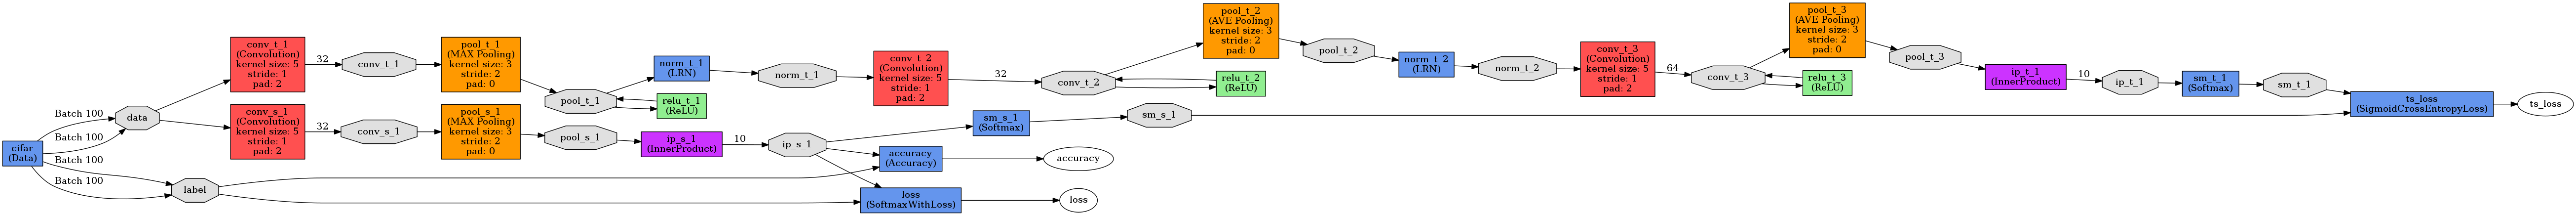 cifar
(Data)
Batch 100
Batch 100
Batch 100
Batch 100
data
label
conv_t_1
(Convolution)
kernel size: 5
stride: 1
pad: 2
32
conv_t_1
pool_t_1
(MAX Pooling)
kernel size: 3
stride: 2
pad: 0
pool_t_1
norm_t_1
(LRN)
relu_t_1
(ReLU)
norm_t_1
conv_t_2
(Convolution)
kernel size: 5
stride: 1
pad: 2
32
conv_t_2
pool_t_2
(AVE Pooling)
kernel size: 3
stride: 2
pad: 0
relu_t_2
(ReLU)
pool_t_2
norm_t_2
(LRN)
norm_t_2
conv_t_3
(Convolution)
kernel size: 5
stride: 1
pad: 2
64
conv_t_3
pool_t_3
(AVE Pooling)
kernel size: 3
stride: 2
pad: 0
relu_t_3
(ReLU)
pool_t_3
ip_t_1
(InnerProduct)
10
ip_t_1
sm_t_1
(Softmax)
sm_t_1
ts_loss
(SigmoidCrossEntropyLoss)
ts_loss
conv_s_1
(Convolution)
kernel size: 5
stride: 1
pad: 2
32
conv_s_1
pool_s_1
(MAX Pooling)
kernel size: 3
stride: 2
pad: 0
pool_s_1
ip_s_1
(InnerProduct)
10
ip_s_1
sm_s_1
(Softmax)
sm_s_1
accuracy
(Accuracy)
accuracy
loss
(SoftmaxWithLoss)
loss